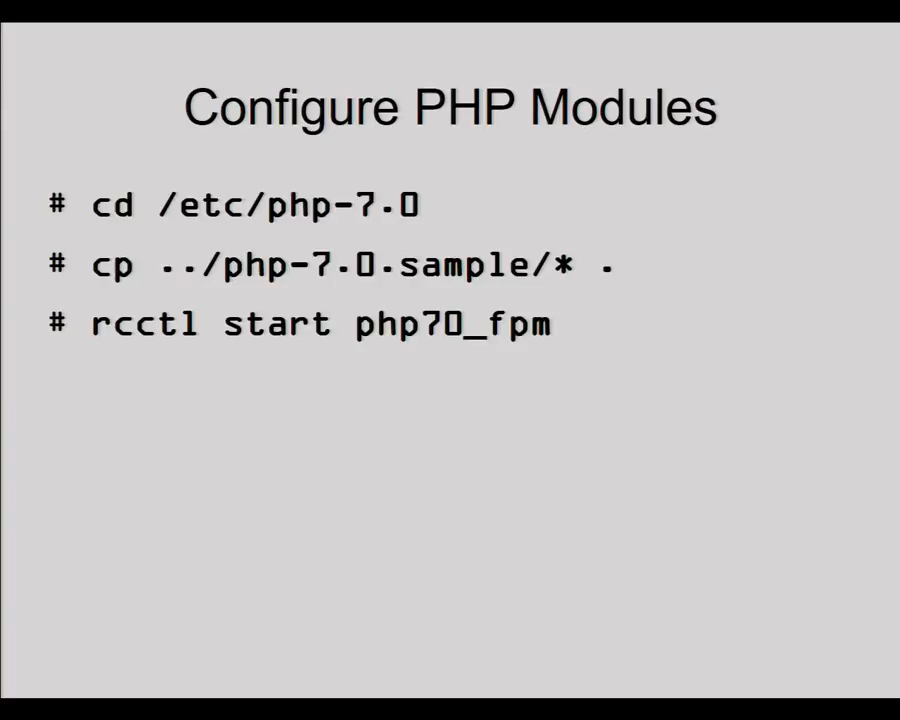 Configure PHP Modules
# cd /etc/php-7.0
# cp ../php-7.0.sample/* .
# rcctl start php70_fpm